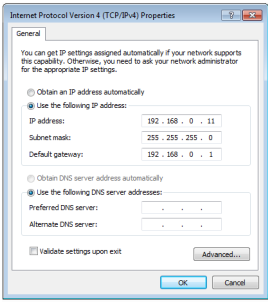 Internet Protocol Version 4 (TCP/IPv4) Properties
General
You can get IP settings assigned automatically if your network supports
this capability. Otherwise, you need to ask your network administrator
for the appropriate IP settings.
Obtain an IP address automatically
Use the following IP address:
IP address: 192 . 168 . 0 . 11
Subnet mask: 255 . 255 . 255 . 0
Default gateway: 192 . 168 . 0 . 1
Obtain DNS server address automatically
Use the following DNS server addresses:
Preferred DNS server: . . .
Alternate DNS server: . . .
Validate settings upon exit
Advanced...
OK Cancel